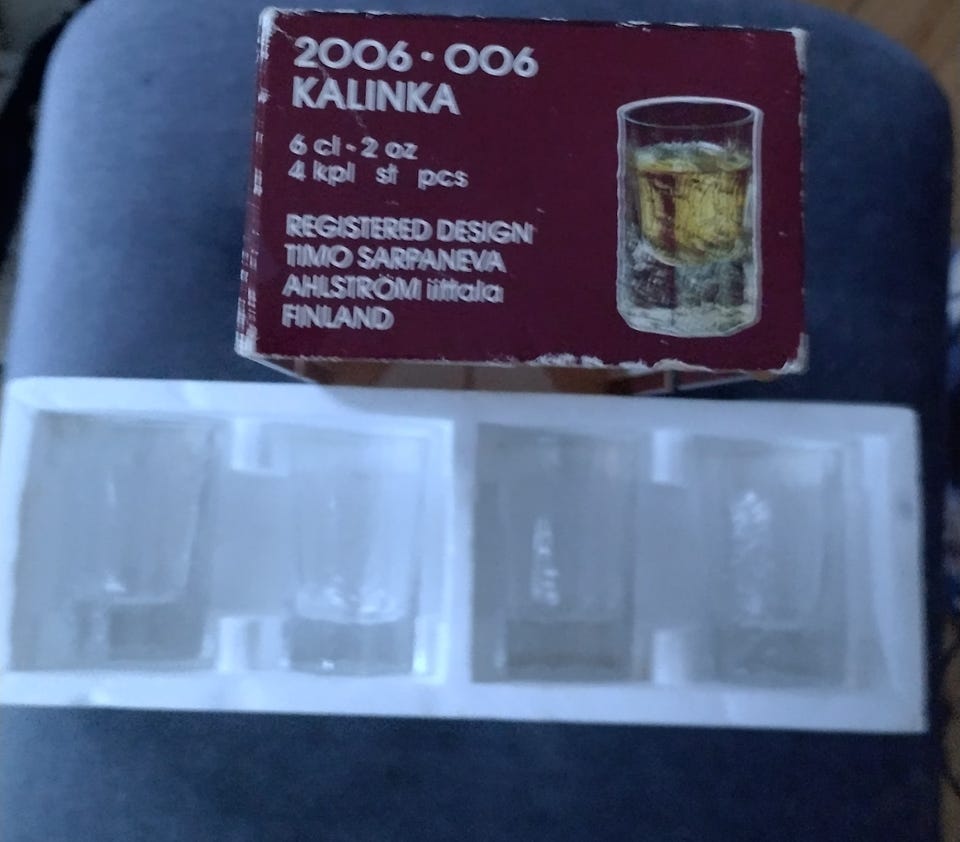 2006 · 006
KALINKA
6 cl - 2 oz
4 kpl st pcs
REGISTERED DESIGN
TIMO SARPANEVA
AHLSTRÖM iittala
FINLAND